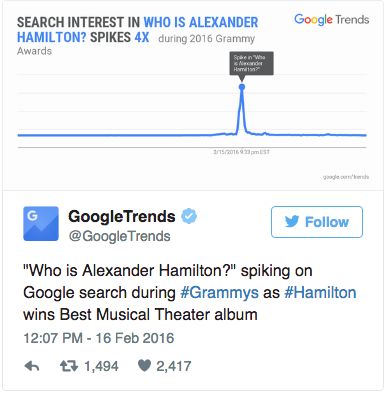 SEARCH INTEREST IN WHO IS ALEXANDER
HAMILTON? SPIKES 4X during 2016 Grammy
Awards
Google Trends
Spike in "Who
is Alexander
Hamilton?"
2/15/2016 9:33 pm EST
google.com/trends
G
GoogleTrends
@GoogleTrends
Follow
"Who is Alexander Hamilton?" spiking on
Google search during #Grammys as #Hamilton
wins Best Musical Theater album
12:07 PM - 16 Feb 2016
1,494 2,417